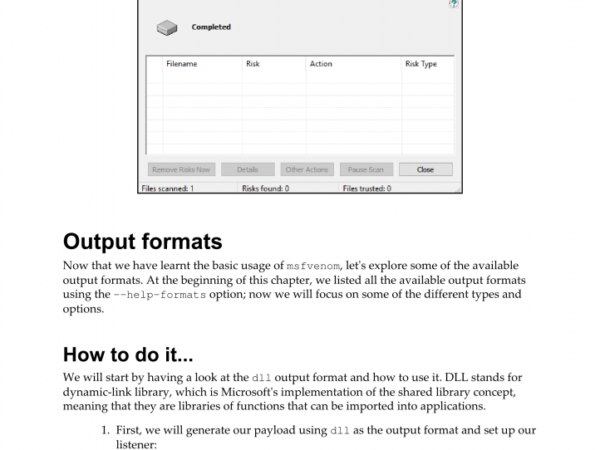 Completed
Filename Risk Action Risk Type
Remove Risks Now Details Other Actions Pause Scan Close
Files scanned: 1 Risks found: 0 Files trusted: 0
Output formats
Now that we have learnt the basic usage of msfvenom, let's explore some of the available
output formats. At the beginning of this chapter, we listed all the available output formats
using the --help-formats option; now we will focus on some of the different types and
options.
How to do it...
We will start by having a look at the dll output format and how to use it. DLL stands for
dynamic-link library, which is Microsoft's implementation of the shared library concept,
meaning that they are libraries of functions that can be imported into applications.
1. First, we will generate our payload using dll as the output format and set up our
listener: